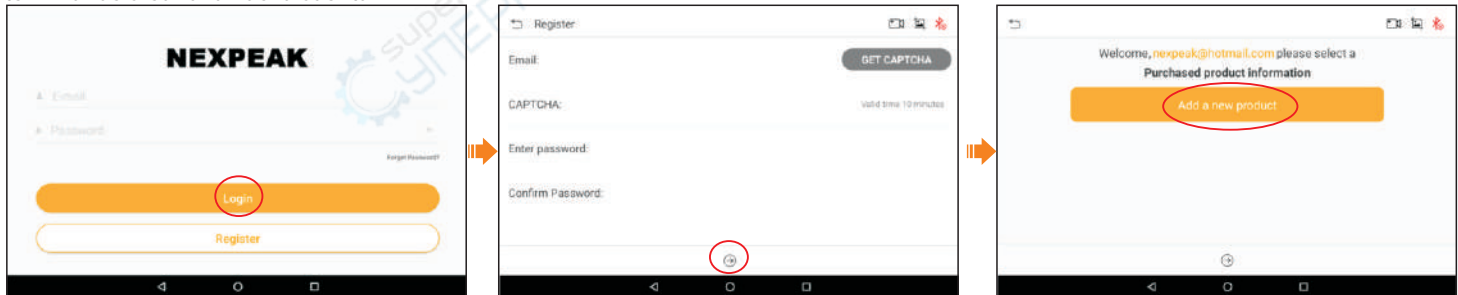 NEXPEAK
E-mail
Password
Forget Password?
Login
Register
Register
Email:
GET CAPTCHA
CAPTCHA:
Valid time 10 minutes
Enter password:
Confirm Password:
Welcome, nexpeak@hotmail.com please select a
Purchased product information
Add a new product